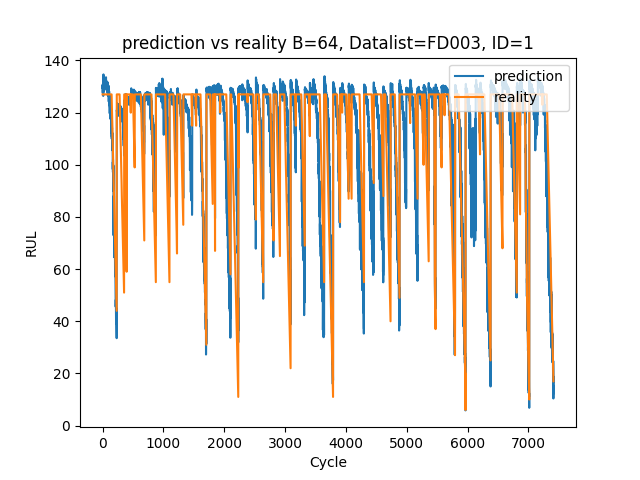 prediction vs reality B=64, Datalist=FD003, ID=1
prediction
reality
RUL
140
120
100
80
60
40
20
0
0 1000 2000 3000 4000 5000 6000 7000
Cycle